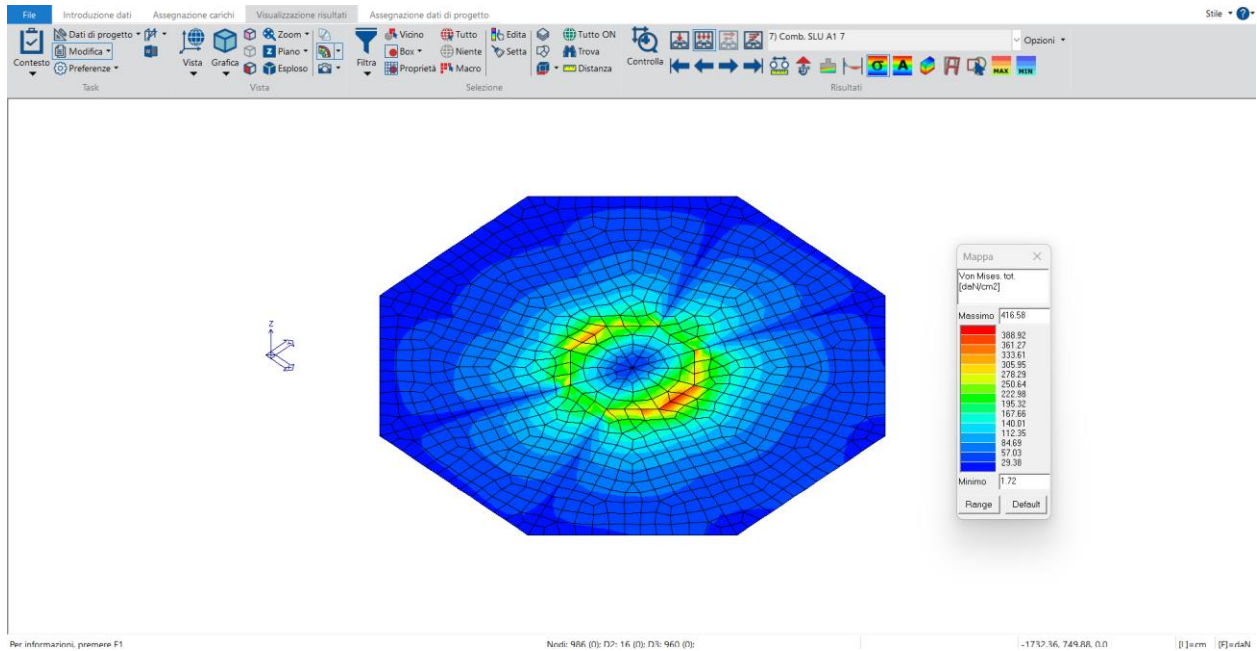 File Introduzione dati Assegnazione carichi Visualizzazione risultati Assegnazione dati di progetto Stile
Dati di progetto Zoom Vicino Tutto Edita Tutto ON 7) Comb. SLU A1 7 Opzioni
Contesto Modifica Vista Grafica Piano Filtra Box Niente Setta Trova Controlla
Preferenze Esploso Proprietà Macro Distanza σ A MAX MIN
Task Vista Selezione Risultati
Z
Mappa
Von Mises. tot.
[daN/cm2]
Massimo 416.58
388.92
361.27
333.61
305.95
278.29
250.64
222.98
195.32
167.66
140.01
112.35
84.69
57.03
29.38
Minimo 1.72
Range Default
Per informazioni, premere F1 Nodi: 986 (0); D2: 16 (0); D3: 960 (0); -1732.36, 749.88, 0.0 [L]=cm [F]=daN